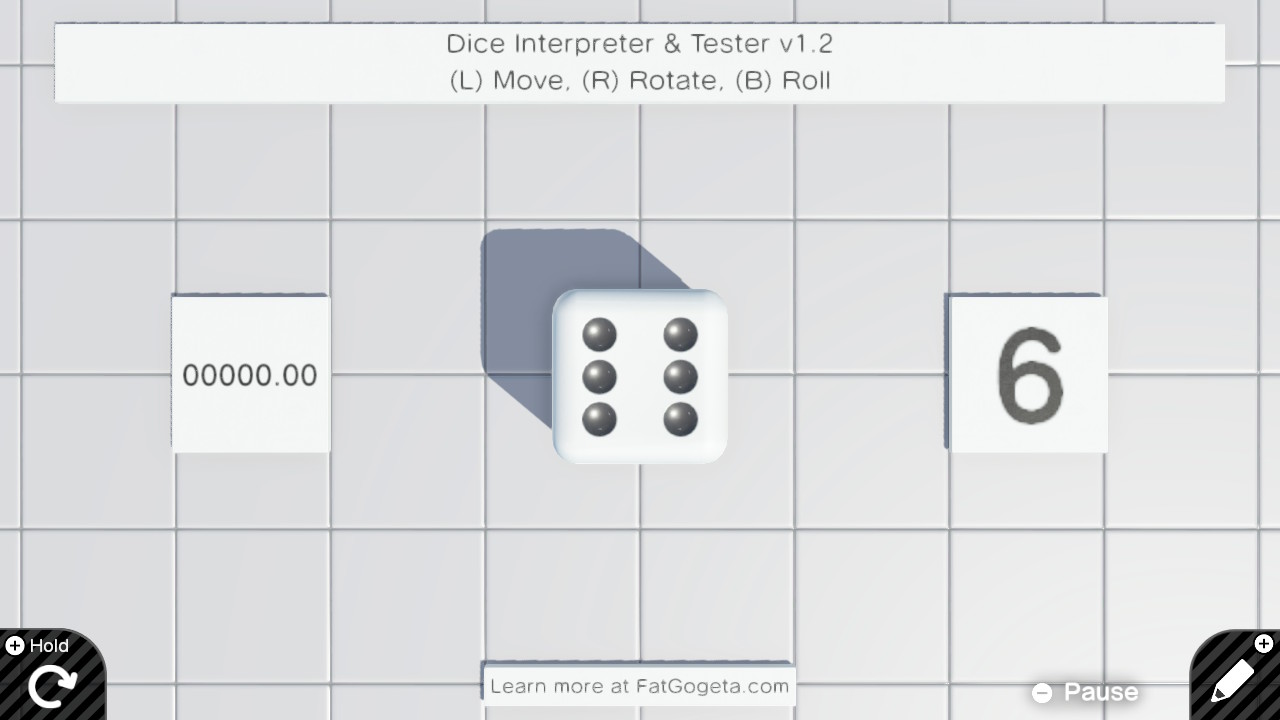 Dice Interpreter & Tester v1.2
(L) Move, (R) Rotate, (B) Roll
00000.00
6
Hold
Learn more at FatGogeta.com
Pause